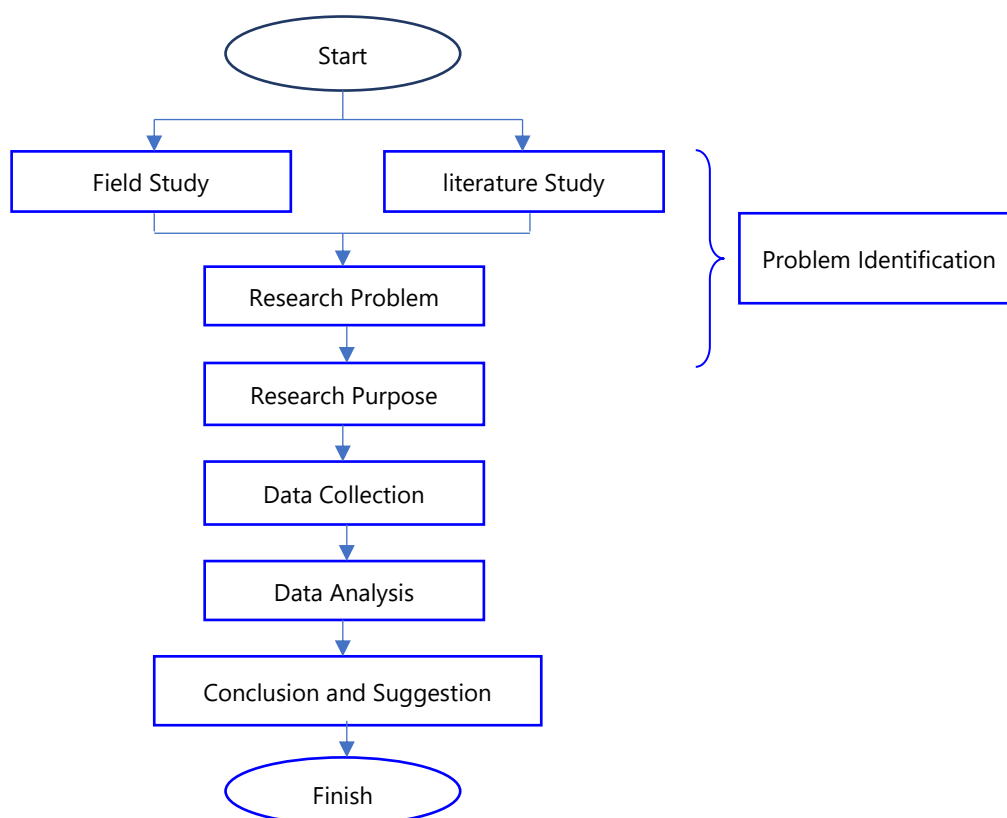 Start
Field Study
literature Study
Problem Identification
Research Problem
Research Purpose
Data Collection
Data Analysis
Conclusion and Suggestion
Finish